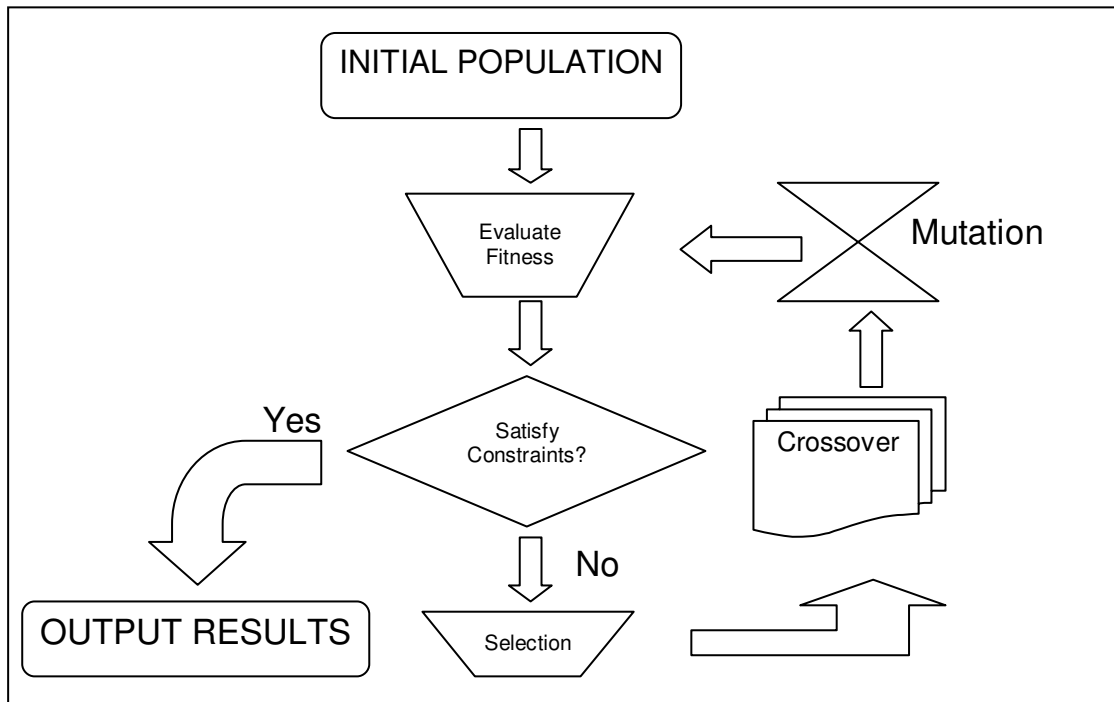 INITIAL POPULATION
Evaluate
Fitness
Mutation
Yes
Satisfy
Constraints?
Crossover
No
OUTPUT RESULTS
Selection